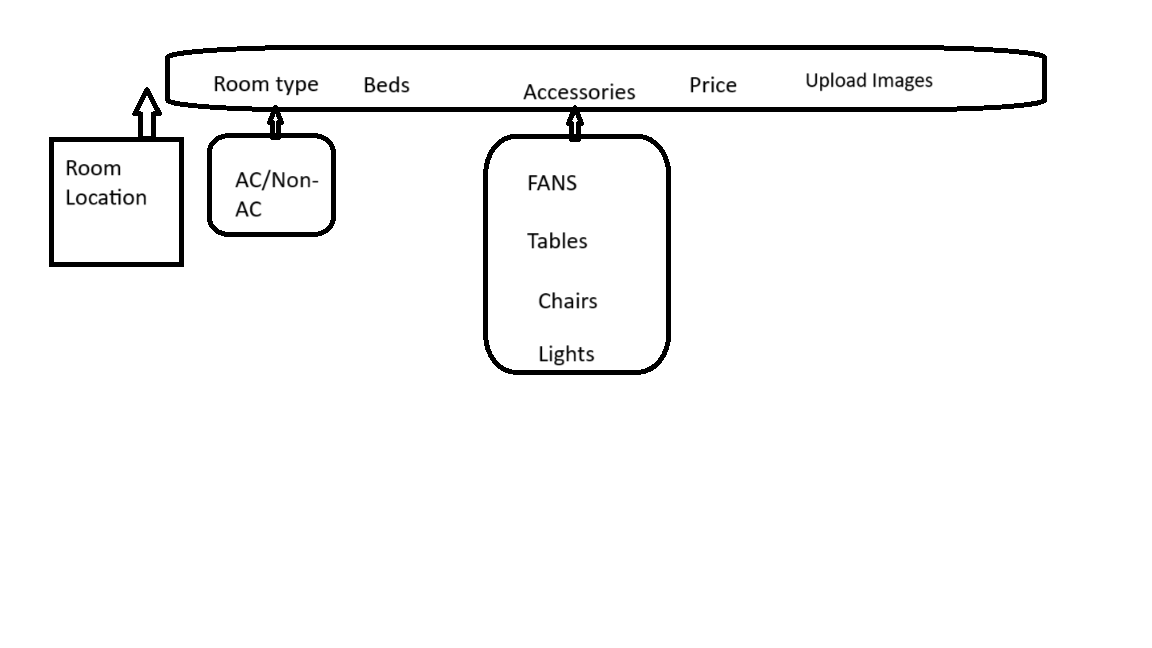 Room type
Beds
Accessories
Price
Upload Images
Room
Location
AC/Non-
AC
FANS
Tables
Chairs
Lights